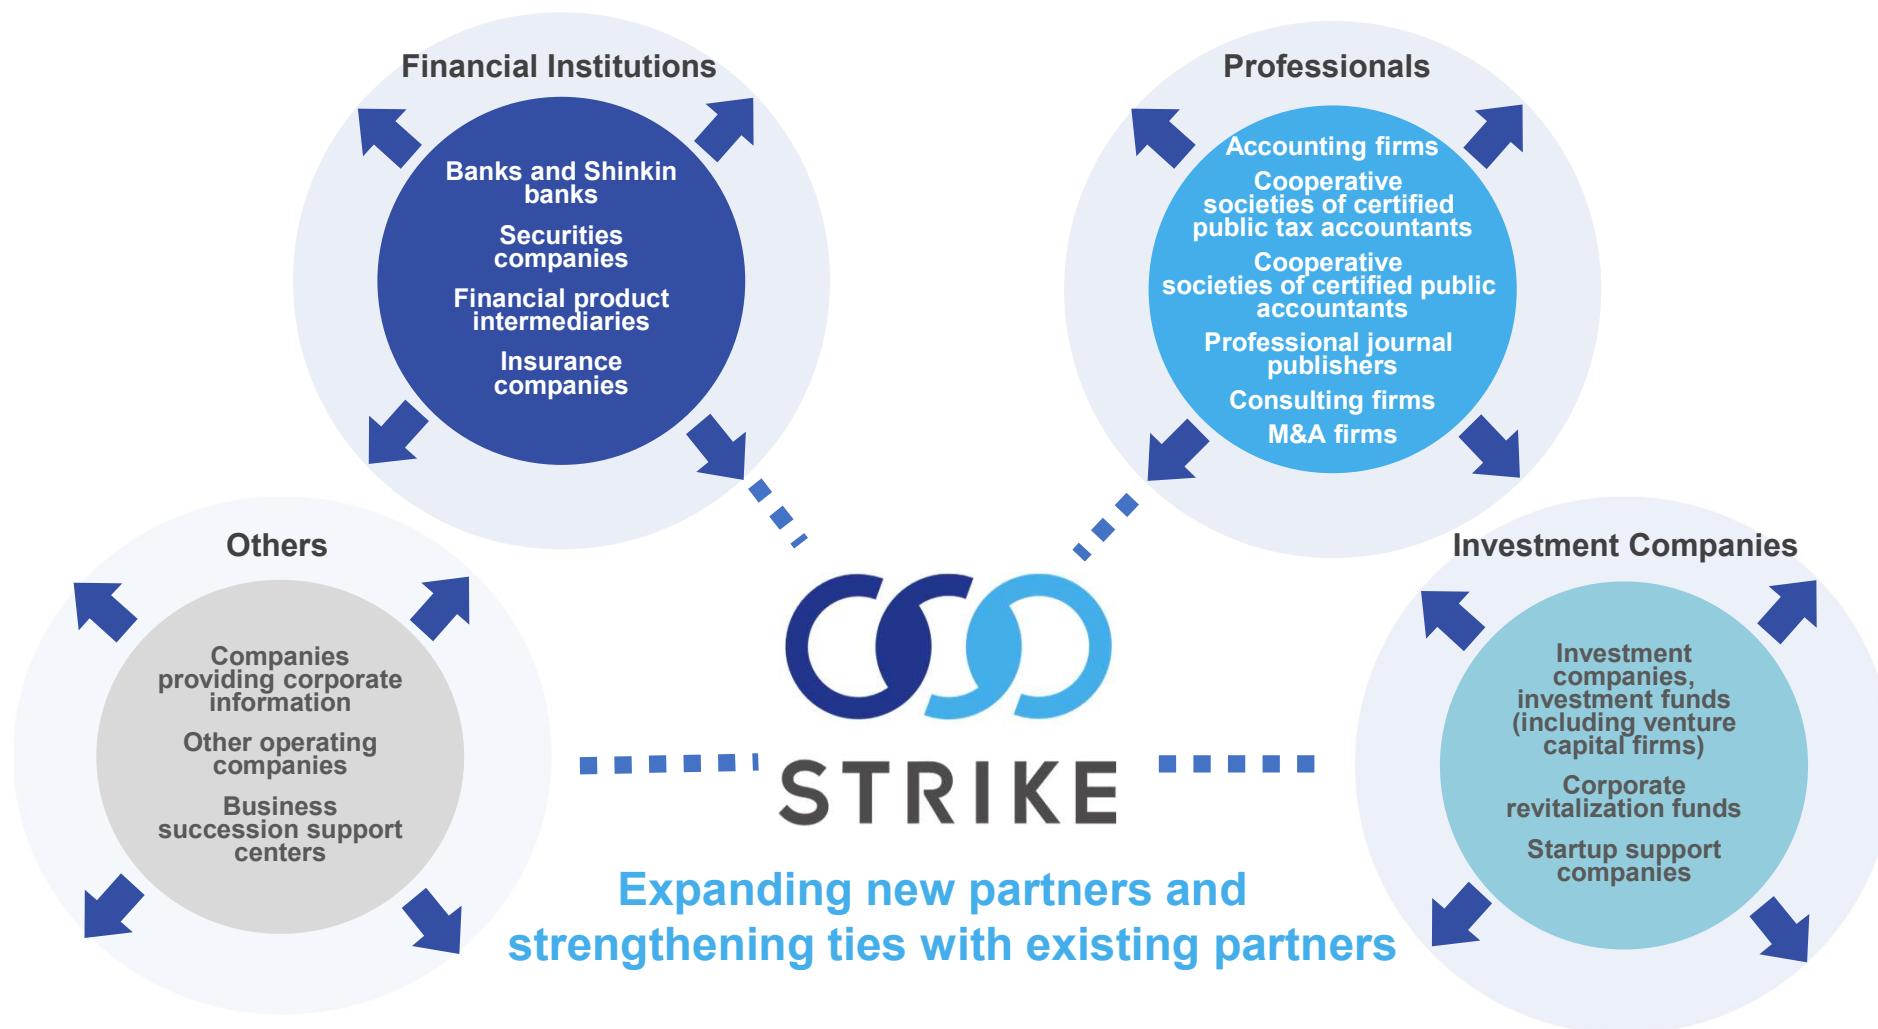 Financial Institutions
Banks and Shinkin
banks
Securities
companies
Financial product
intermediaries
Insurance
companies
Professionals
Accounting firms
Cooperative
societies of certified
public tax accountants
Cooperative
societies of certified public
accountants
Professional journal
publishers
Consulting firms
M&A firms
Others
Companies
providing corporate
information
Other operating
companies
Business
succession support
centers
STRIKE
Investment Companies
Investment
companies,
investment funds
(including venture
capital firms)
Corporate
revitalization funds
Startup support
companies
Expanding new partners and
strengthening ties with existing partners